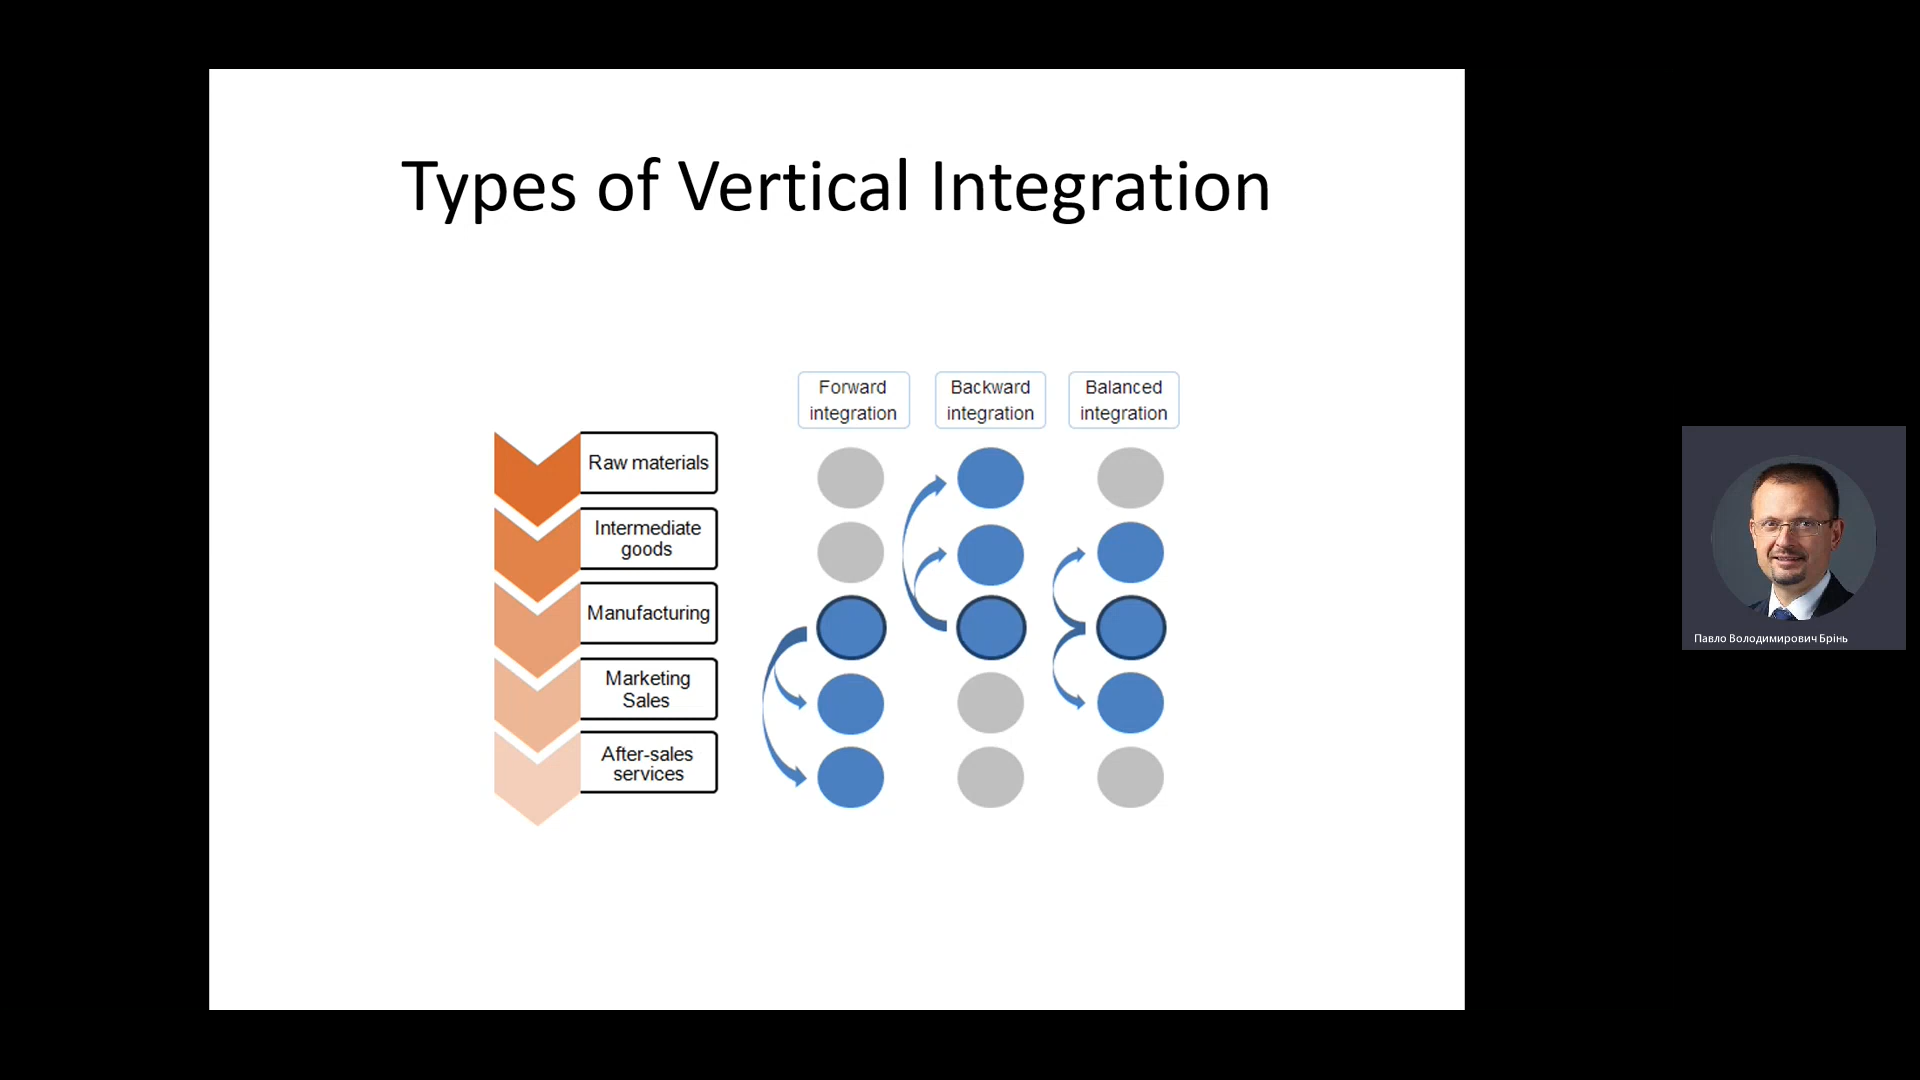 Types of Vertical Integration
Forward
integration
Backward
integration
Balanced
integration
Raw materials
Intermediate
goods
Manufacturing
Marketing
Sales
After-sales
services
Павло Володимирович Брінь